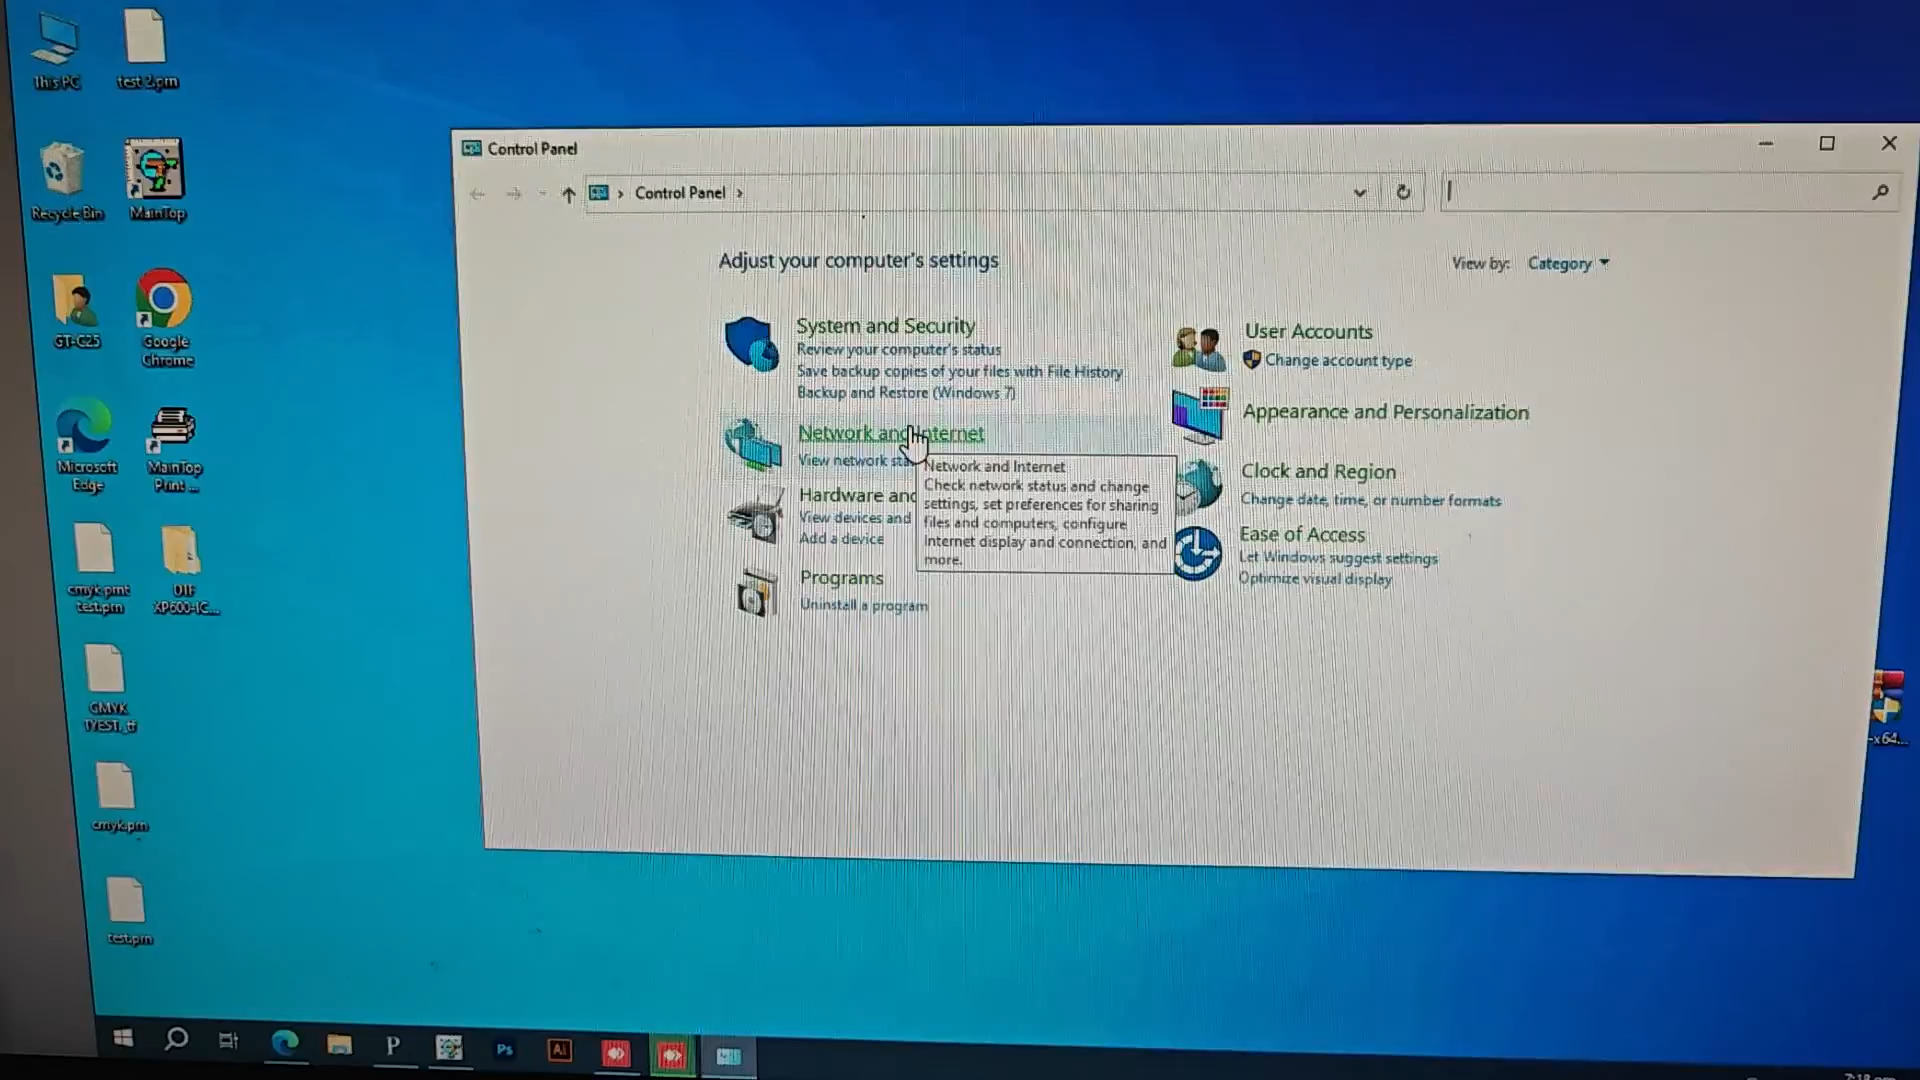 This PC
test 2.prn
Recycle Bin
MainTop
GT-C25
Google
Chrome
Microsoft
Edge
MainTop
Print ...
cmyk.prnt
test.prn
XP600-IC...
GMYK
cmyk.prn
test.prn
Control Panel
Control Panel
Adjust your computer's settings
View by: Category
System and Security
Review your computer's status
Save backup copies of your files with File History
Backup and Restore (Windows 7)
Network and Internet
View network
Network and Internet
Check network status and change
settings, set preferences for sharing
files and computers, configure
Internet display and connection, and
more.
Hardware and
View devices and
Add a device
Programs
Uninstall a program
User Accounts
Change account type
Appearance and Personalization
Clock and Region
Change date, time, or number formats
Ease of Access
Let Windows suggest settings
Optimize visual display
-x64...
P
Ps
Ai